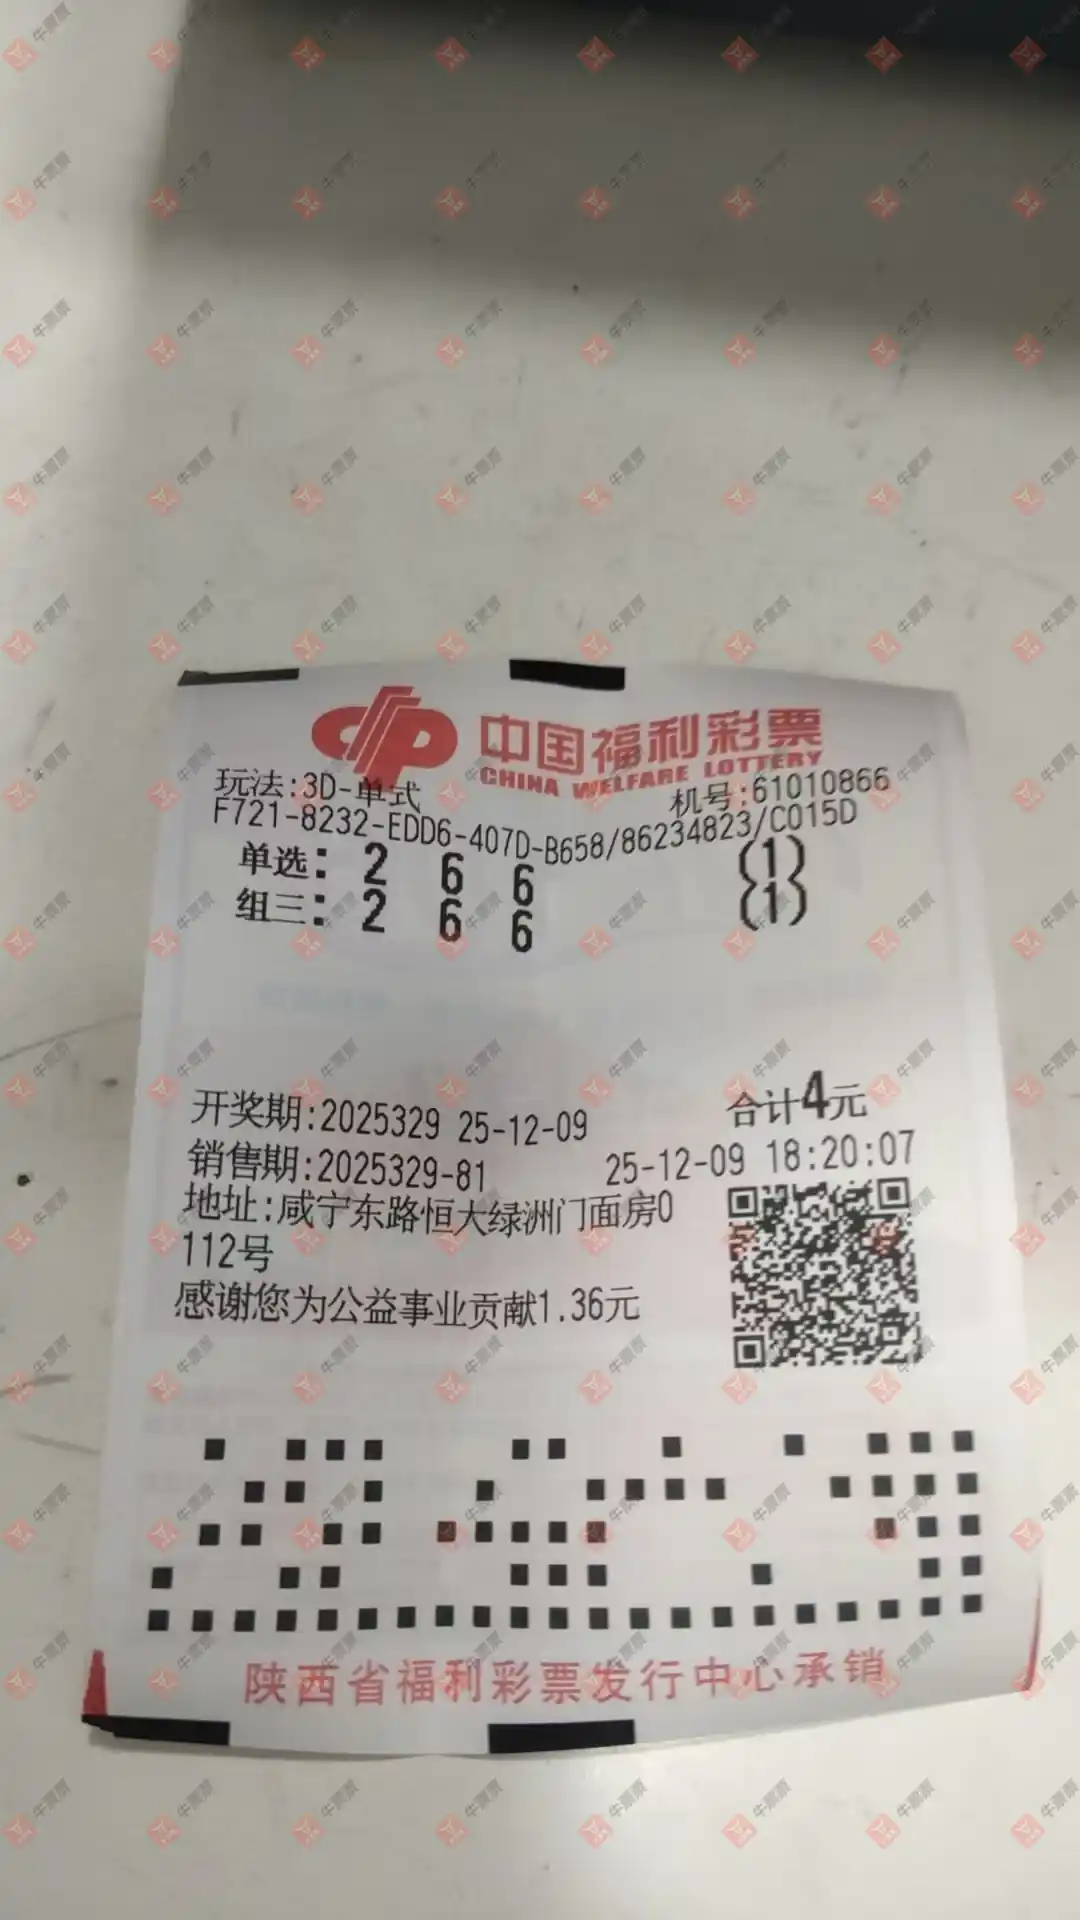 中国福利彩票
CHINA WELFARE LOTTERY
玩法:3D-单式 机号:61010866
F721-8232-EDD6-407D-B658/86234823/C015D
单选: 2 6 6 (1)
组三: 2 6 6 (1)
开奖期:2025329 25-12-09 合计4元
销售期:2025329-81 25-12-09 18:20:07
地址:咸宁东路恒大绿洲门面房0
112号
感谢您为公益事业贡献1.36元
陕西省福利彩票发行中心承销
牛票票